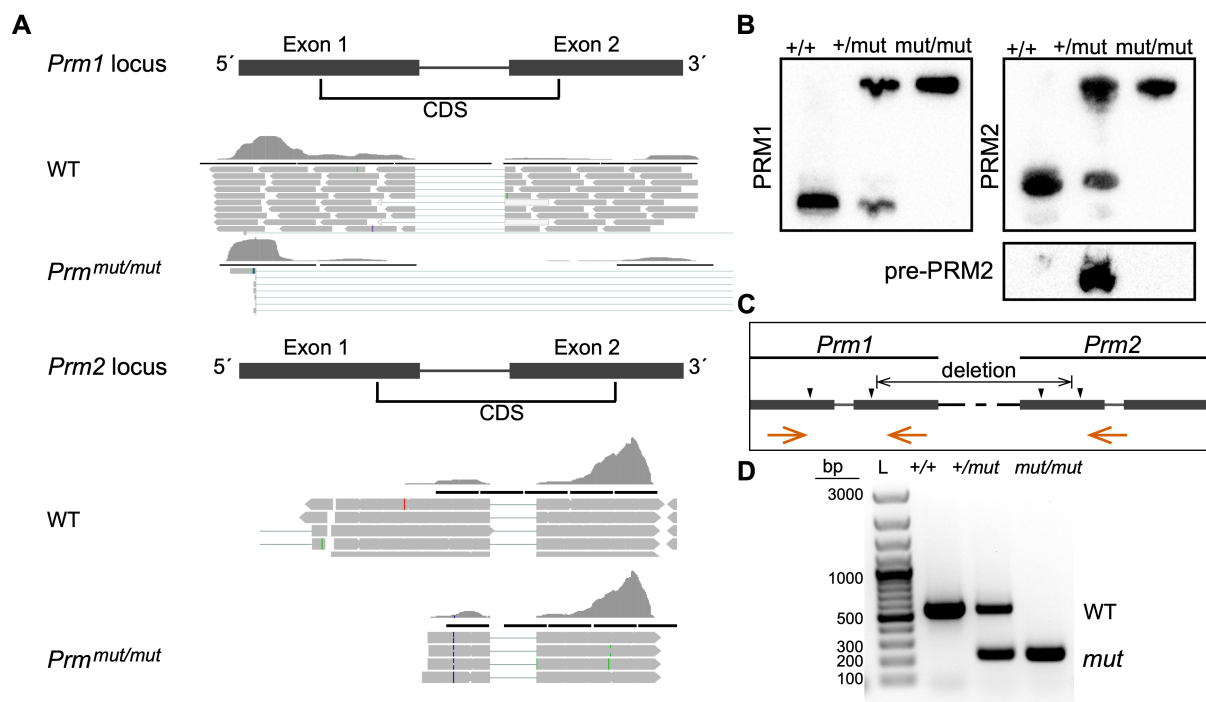 A
Exon 1
Exon 2
Prm1 locus
5´
3´
CDS
WT
Prm mut/mut
Exon 1
Exon 2
Prm2 locus
5´
3´
CDS
WT
Prm mut/mut
B
+/+ +/mut mut/mut
PRM1
+/+ +/mut mut/mut
PRM2
pre-PRM2
C
Prm1
Prm2
deletion
D
bp L +/+ +/mut mut/mut
3000
1000
500
300
200
100
WT
mut